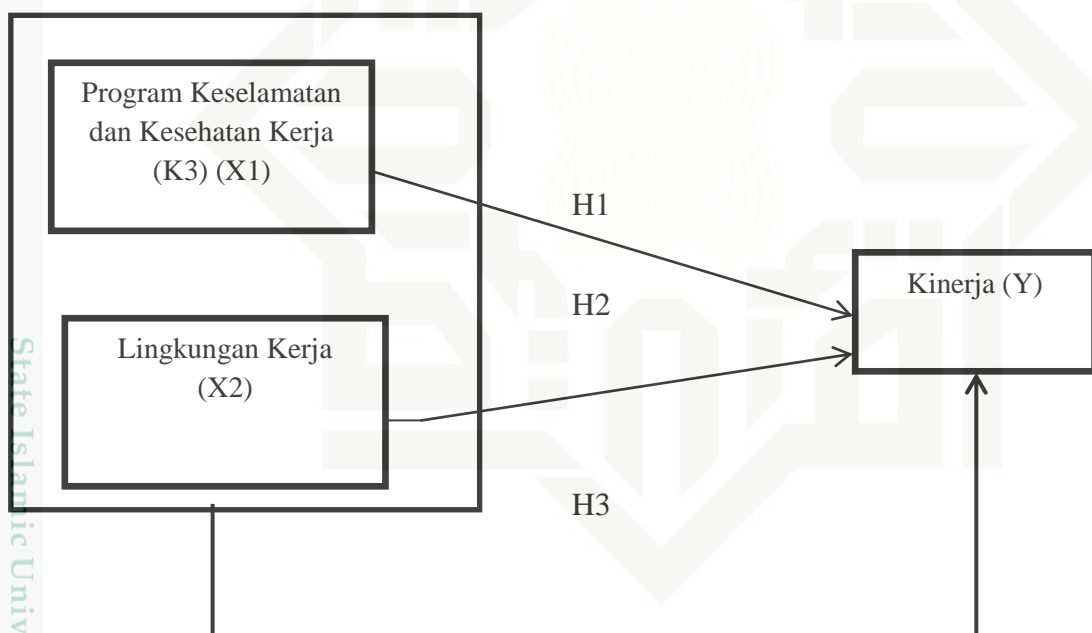 Program Keselamatan
dan Kesehatan Kerja
(K3) (X1)
H1
Kinerja (Y)
H2
Lingkungan Kerja
(X2)
H3
State Islamic Univ